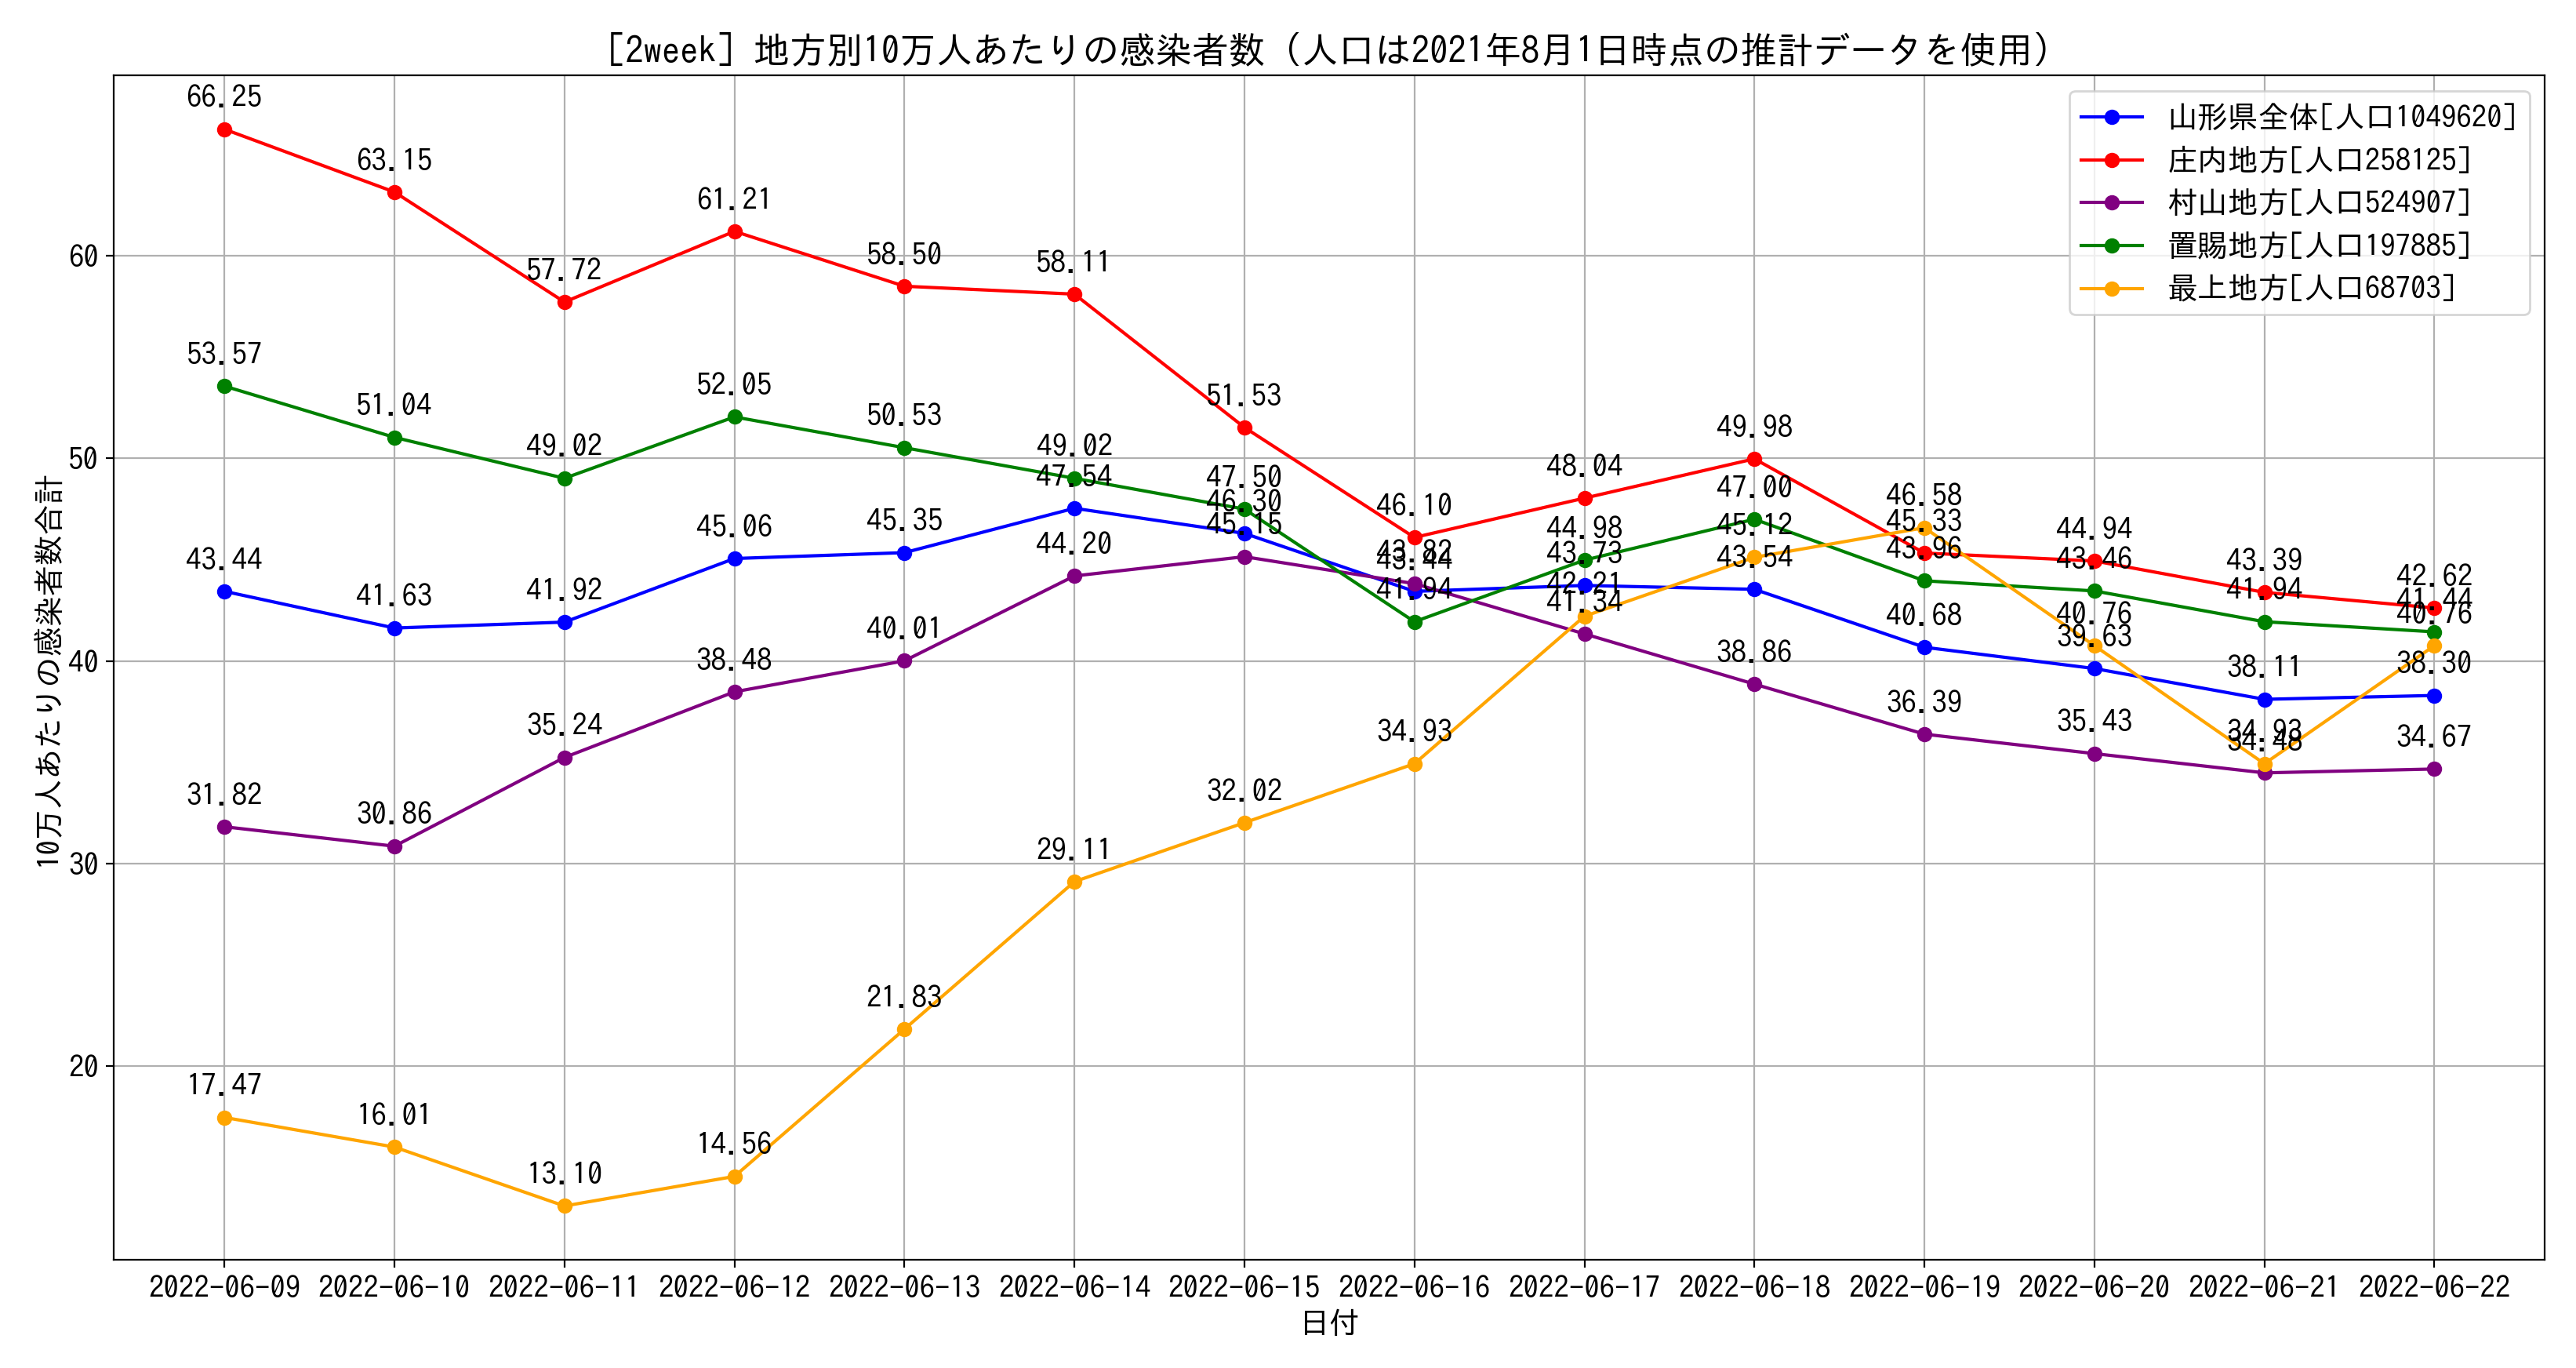 [2week] 地方別10万人あたりの感染者数 (人口は2021年8月1日時点の推計データを使用)
山形県全体[人口1049620]
庄内地方[人口258125]
村山地方[人口524907]
置賜地方[人口197885]
最上地方[人口68703]
10万人あたりの感染者数合計
60
50
40
30
20
66.25 63.15 57.72 61.21 58.50 58.11 51.53 46.10 48.04 49.98 45.33 44.94 43.39 42.62
53.57 51.04 49.02 52.05 50.53 49.02 47.50 41.94 44.98 47.00 43.96 43.46 41.94 41.44
43.44 41.63 41.92 45.06 45.35 47.54 46.30 43.44 43.73 43.54 40.68 39.63 38.11 38.30
31.82 30.86 35.24 38.48 40.01 44.20 45.15 43.82 41.34 38.86 36.39 35.43 34.48 34.67
17.47 16.01 13.10 14.56 21.83 29.11 32.02 34.93 42.21 45.12 46.58 40.76 34.93 40.76
2022-06-09 2022-06-10 2022-06-11 2022-06-12 2022-06-13 2022-06-14 2022-06-15 2022-06-16 2022-06-17 2022-06-18 2022-06-19 2022-06-20 2022-06-21 2022-06-22
日付